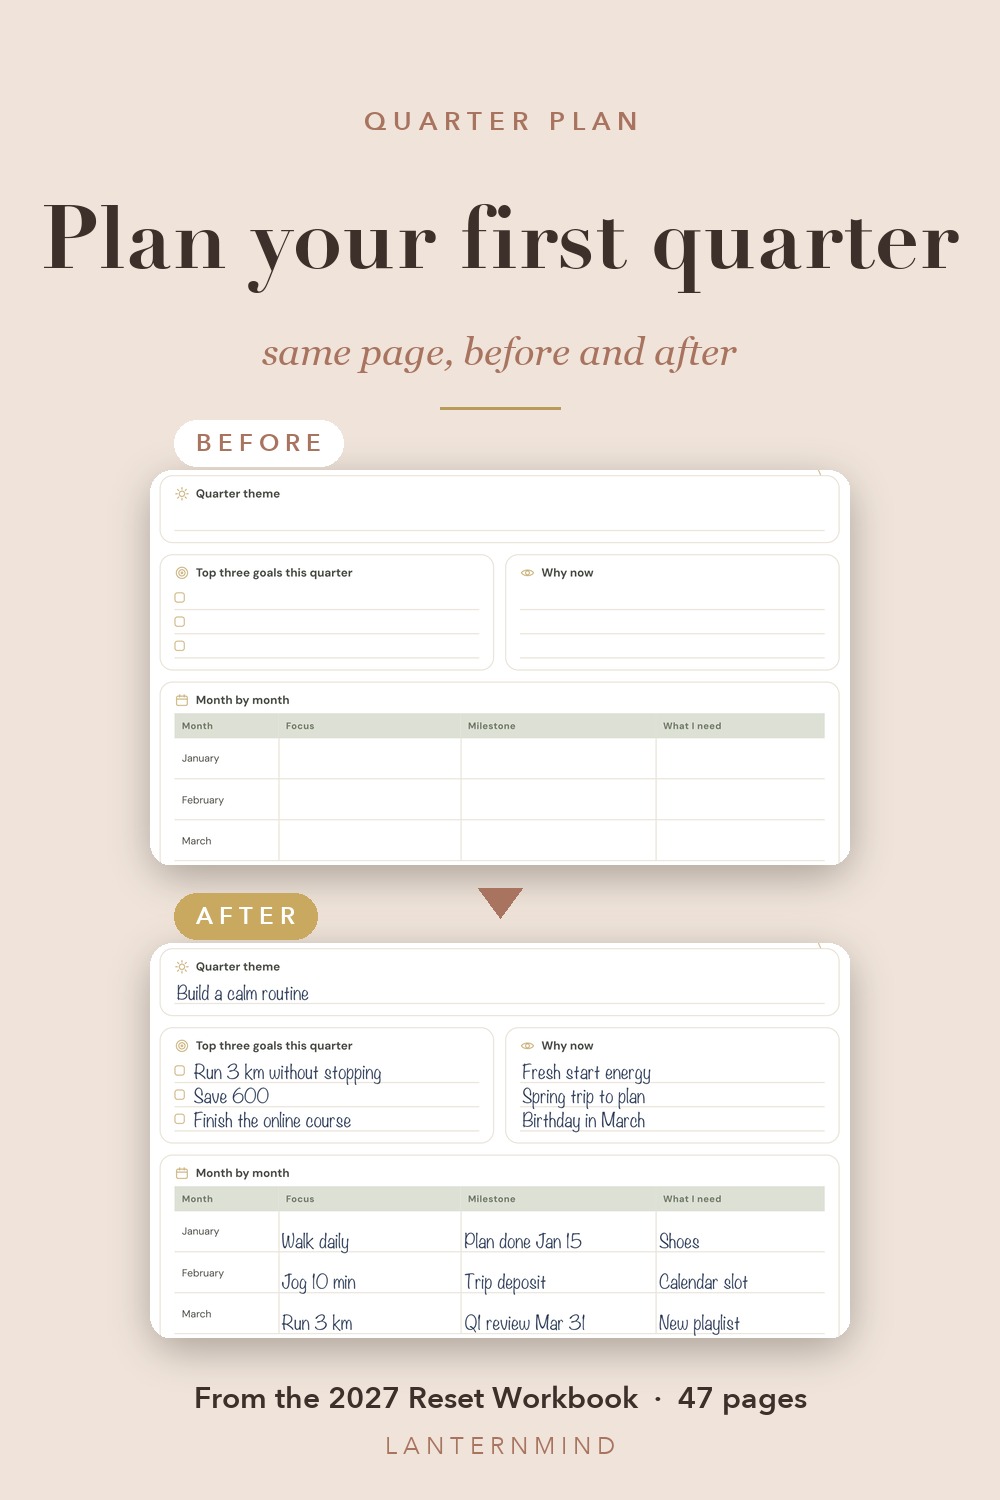 QUARTER PLAN
Plan your first quarter
same page, before and after
BEFORE
Quarter theme
Top three goals this quarter
Why now
Month by month
Month Focus Milestone What I need
January
February
March
AFTER
Quarter theme
Build a calm routine
Top three goals this quarter
Run 3 km without stopping
Save 600
Finish the online course
Why now
Fresh start energy
Spring trip to plan
Birthday in March
Month by month
Month Focus Milestone What I need
January Walk daily Plan done Jan 15 Shoes
February Jog 10 min Trip deposit Calendar slot
March Run 3 km Q1 review Mar 31 New playlist
From the 2027 Reset Workbook · 47 pages
LANTERNMIND